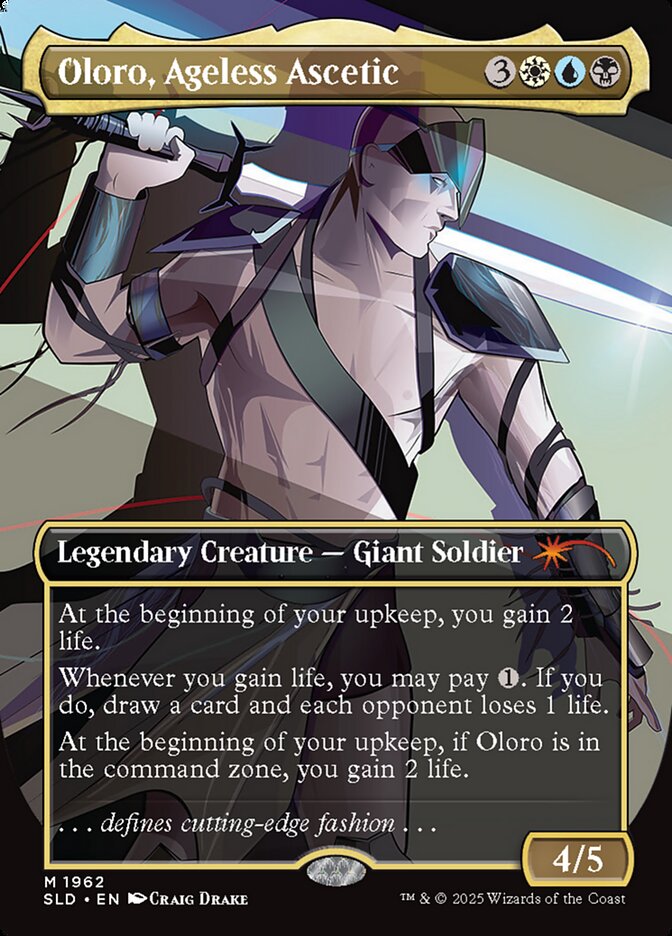 Oloro, Ageless Ascetic 3
Legendary Creature — Giant Soldier
At the beginning of your upkeep, you gain 2
life.
Whenever you gain life, you may pay 1. If you
do, draw a card and each opponent loses 1 life.
At the beginning of your upkeep, if Oloro is in
the command zone, you gain 2 life.
. . . defines cutting-edge fashion . . .
4/5
M 1962
SLD • EN CRAIG DRAKE
™ & © 2025 Wizards of the Coast